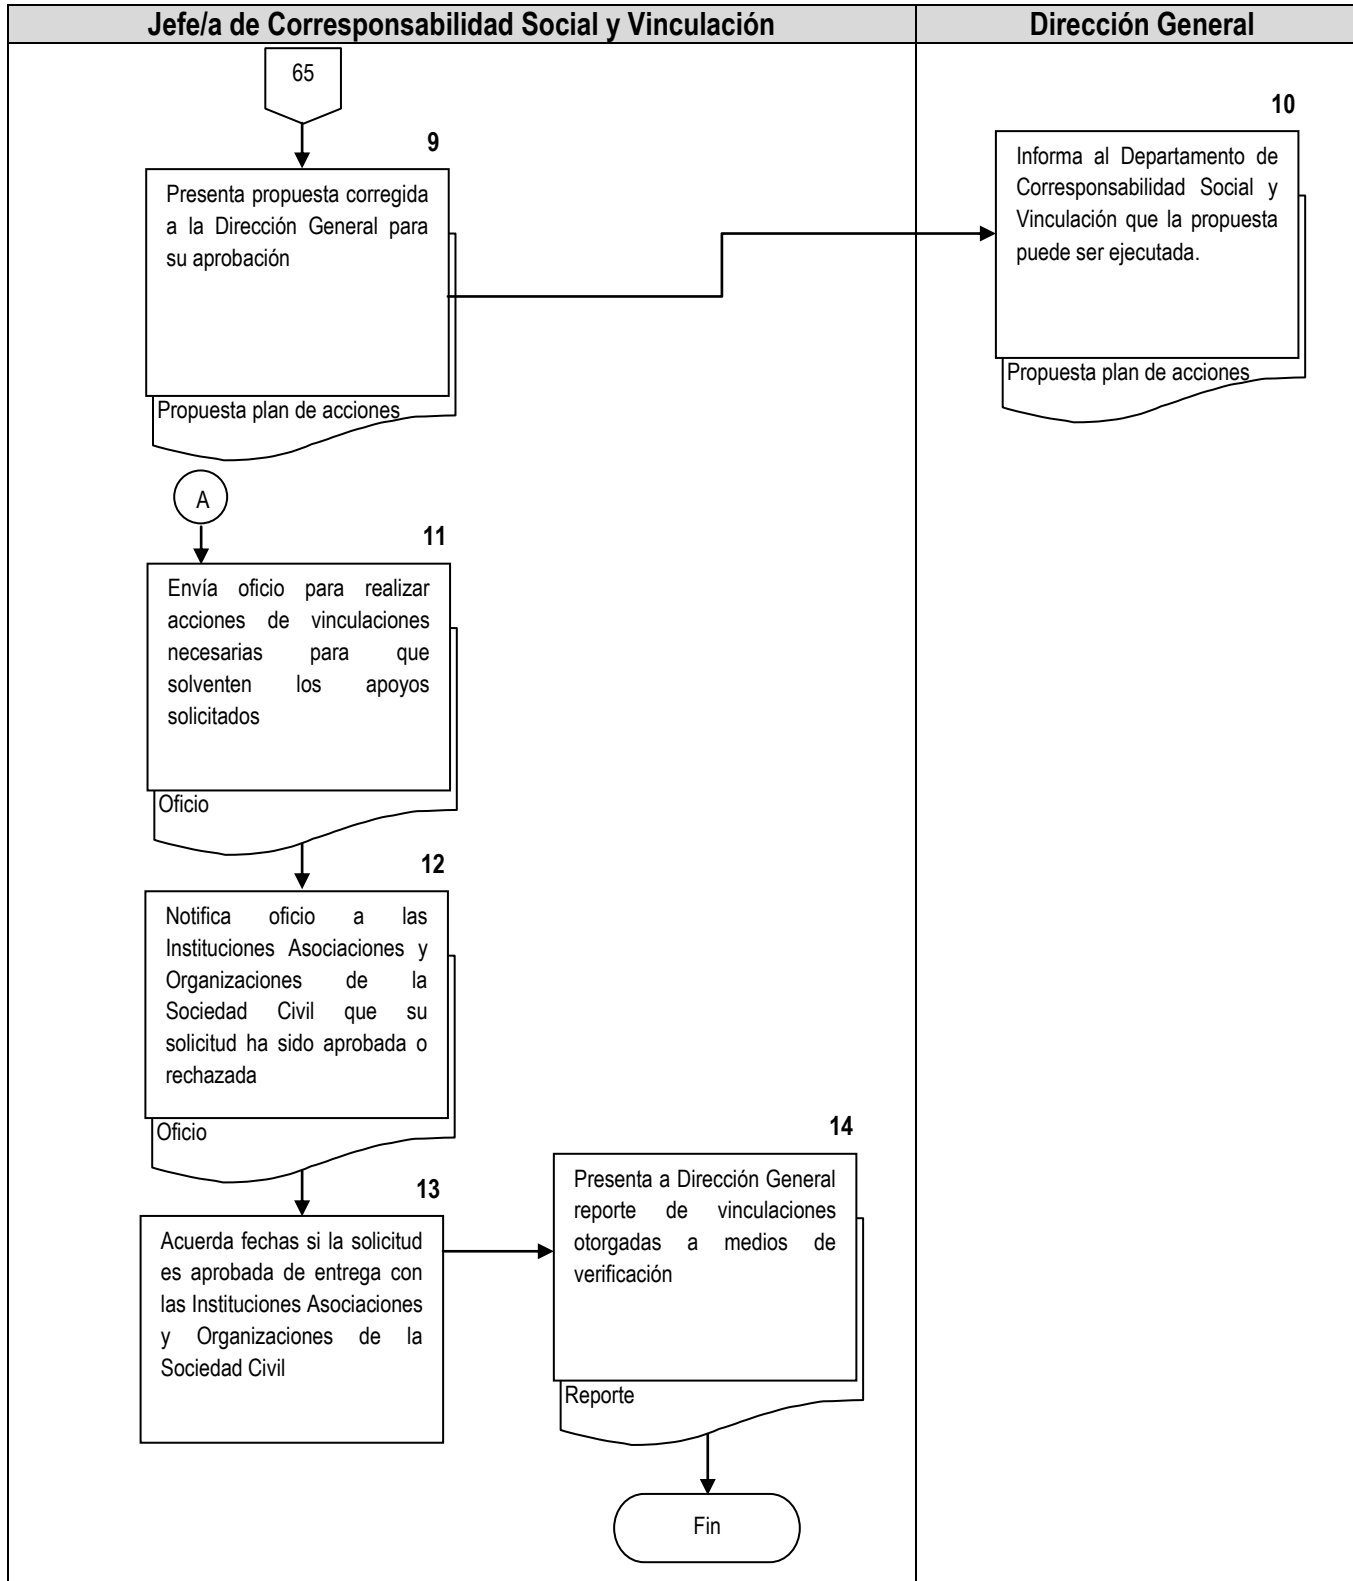 Jefe/a de Corresponsabilidad Social y Vinculación
Dirección General
65
9
Presenta propuesta corregida
a la Dirección General para
su aprobación
Propuesta plan de acciones
10
Informa al Departamento de
Corresponsabilidad Social y
Vinculación que la propuesta
puede ser ejecutada.
Propuesta plan de acciones
A
11
Envía oficio para realizar
acciones de vinculaciones
necesarias para que
solventen los apoyos
solicitados
Oficio
12
Notifica oficio a las
Instituciones Asociaciones y
Organizaciones de la
Sociedad Civil que su
solicitud ha sido aprobada o
rechazada
Oficio
13
Acuerda fechas si la solicitud
es aprobada de entrega con
las Instituciones Asociaciones
y Organizaciones de la
Sociedad Civil
14
Presenta a Dirección General
reporte de vinculaciones
otorgadas a medios de
verificación
Reporte
Fin